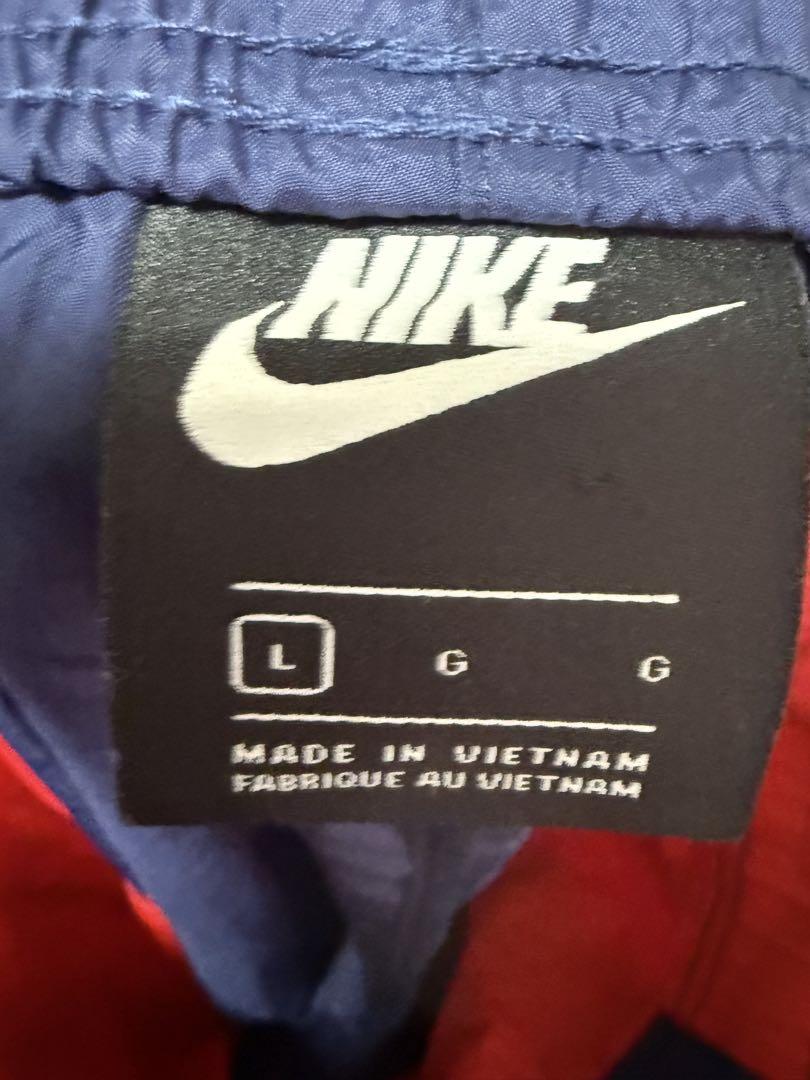 NIKE
L G G
MADE IN VIETNAM
FABRIQUE AU VIETNAM